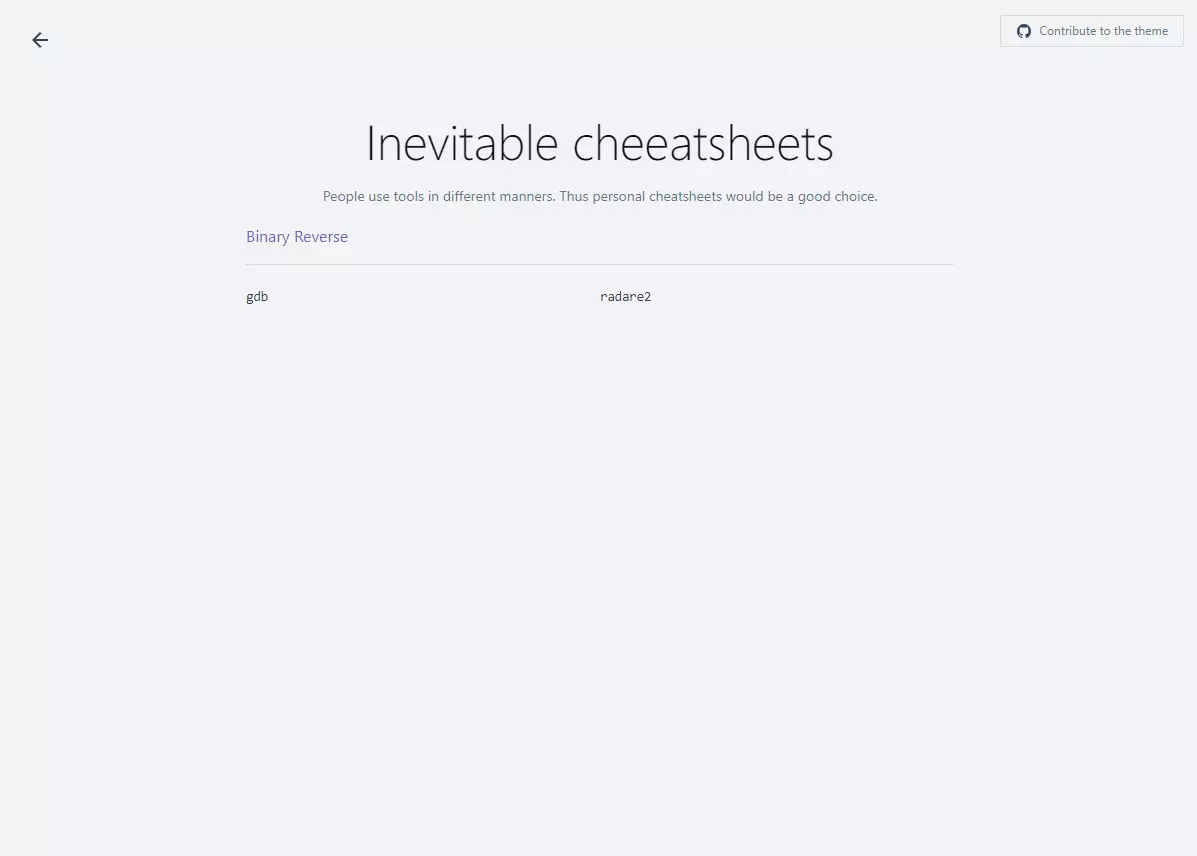 Contribute to the theme
Inevitable cheeatsheets
People use tools in different manners. Thus personal cheatsheets would be a good choice.
Binary Reverse
gdb
radare2